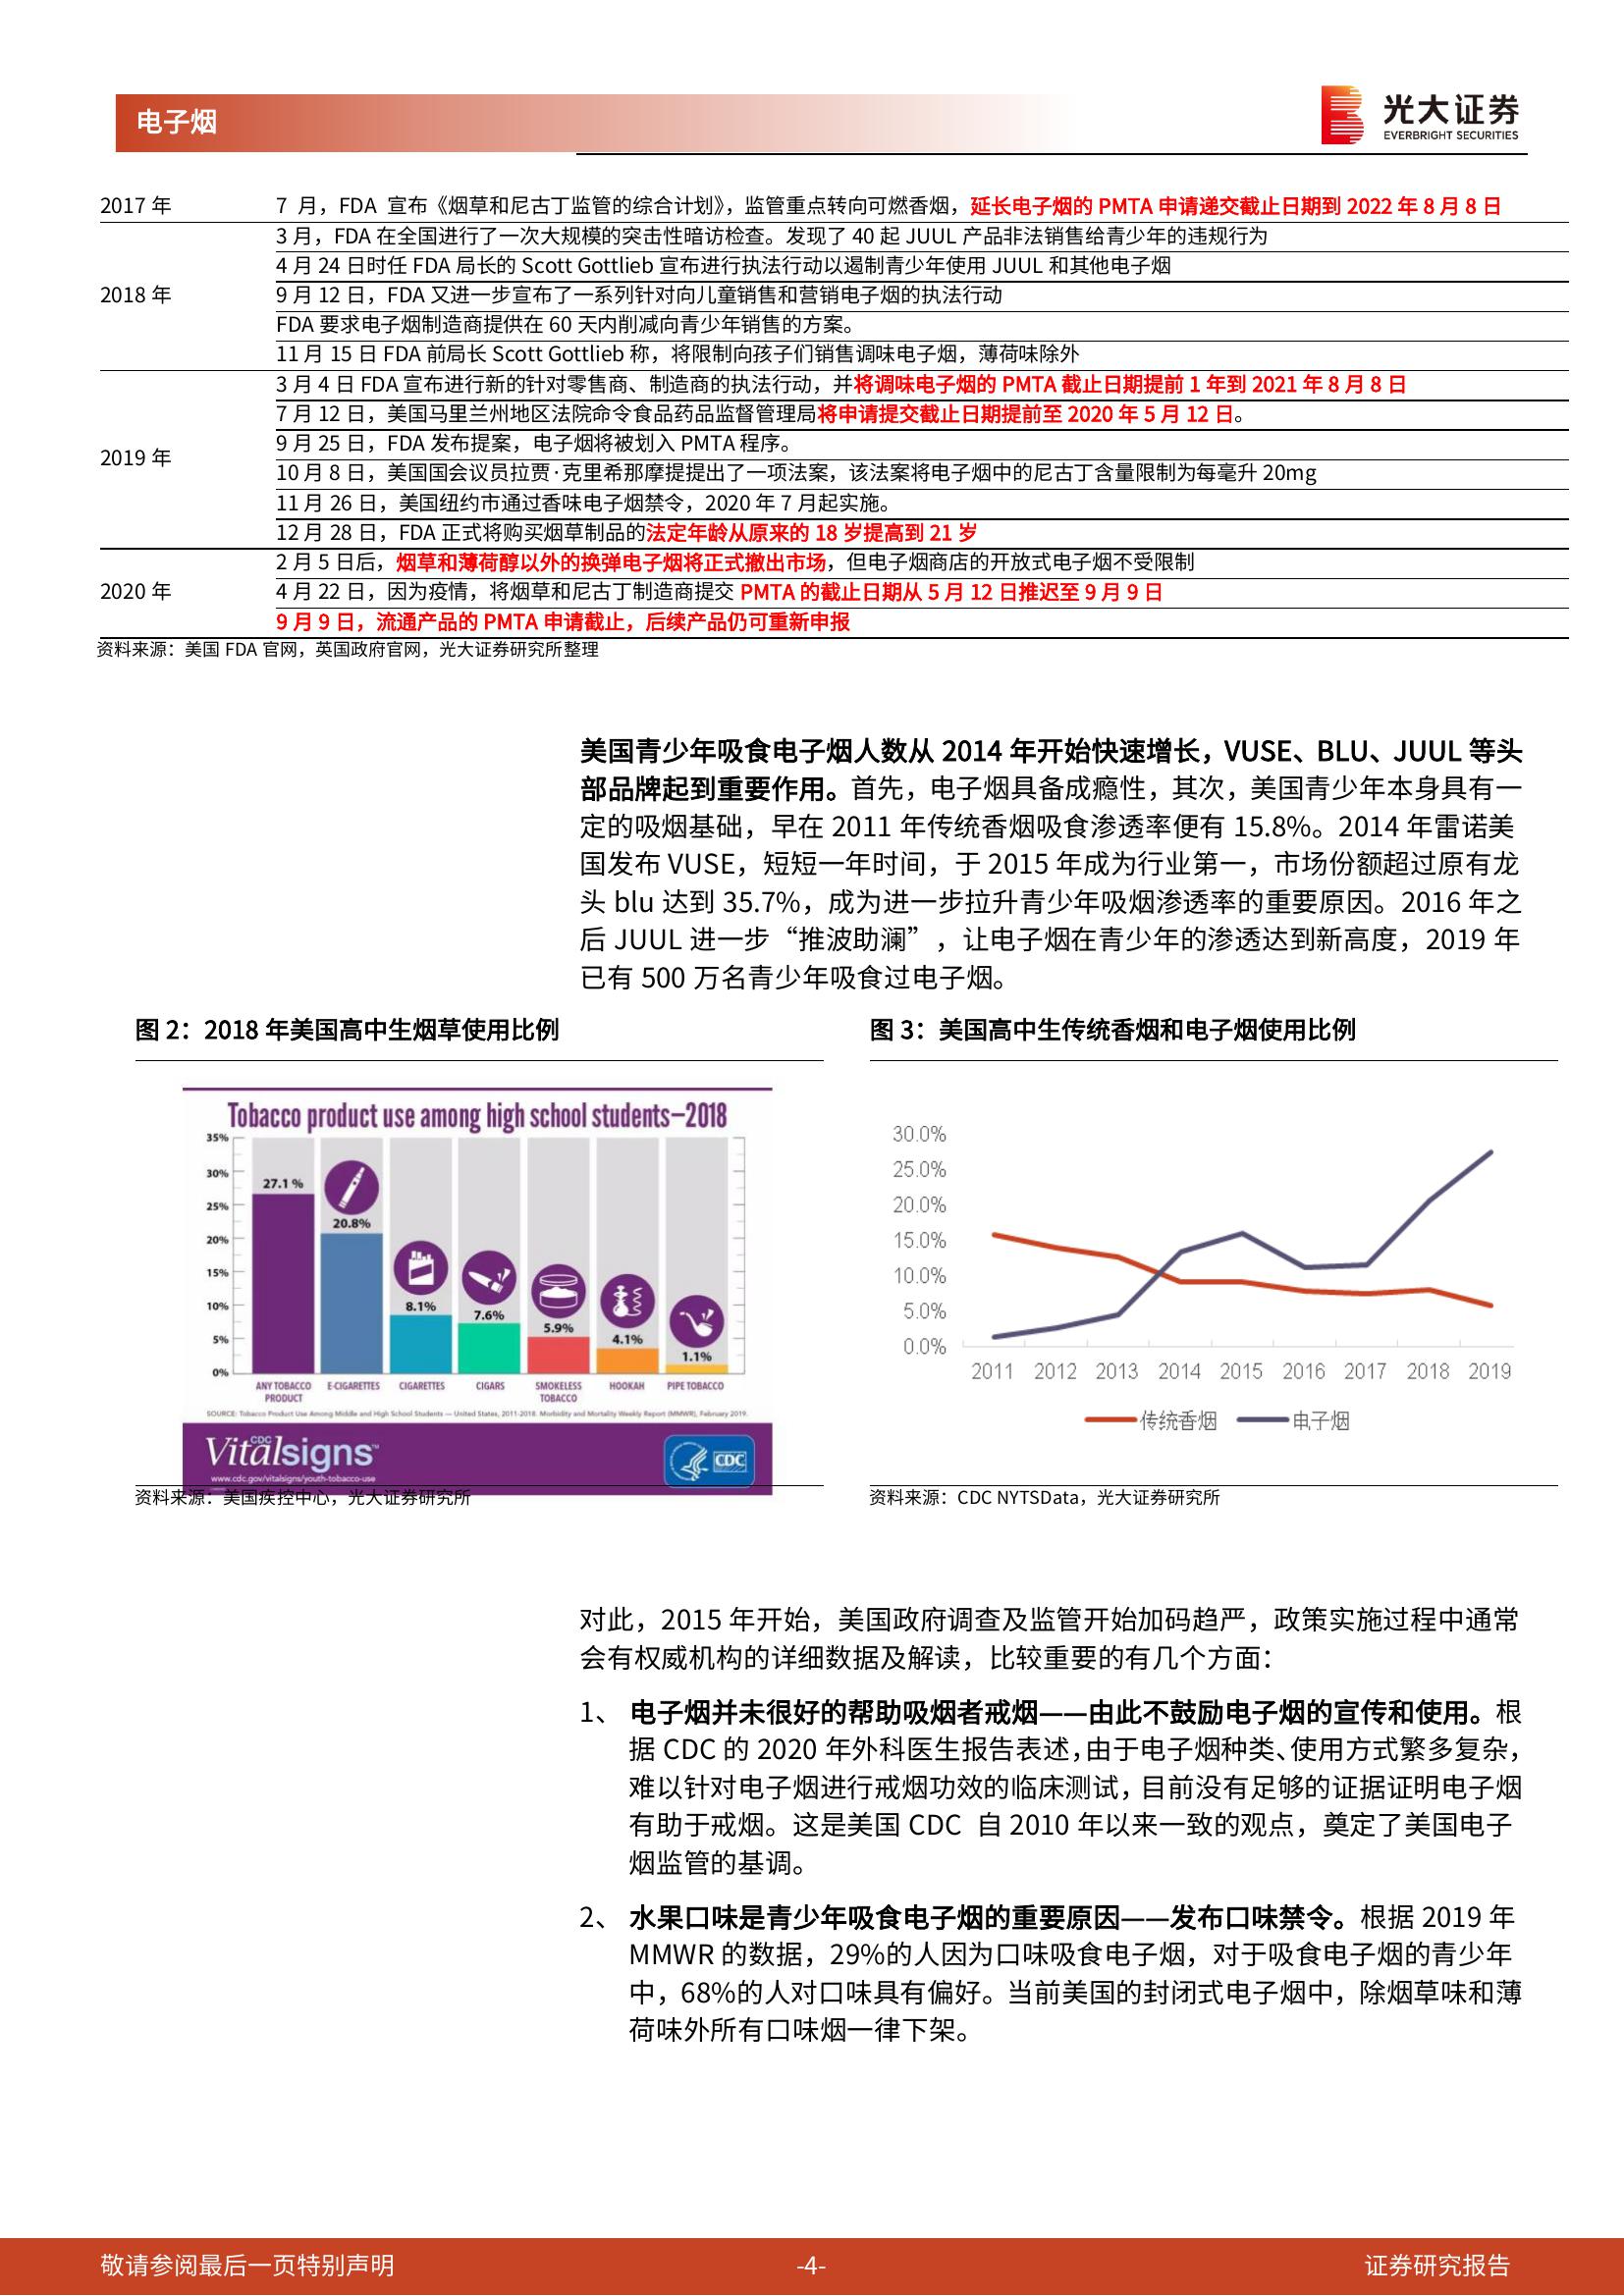 电子烟
光大证券
EVERBRIGHT SECURITIES
2017 年 7 月，FDA 宣布《烟草和尼古丁监管的综合计划》，监管重点转向可燃香烟，延长电子烟的 PMTA 申请递交截止日期到 2022 年 8 月 8 日
2018 年
3 月，FDA 在全国进行了一次大规模的突击性暗访检查。发现了 40 起 JUUL 产品非法销售给青少年的违规行为
4 月 24 日时任 FDA 局长的 Scott Gottlieb 宣布进行执法行动以遏制青少年使用 JUUL 和其他电子烟
9 月 12 日，FDA 又进一步宣布了一系列针对向儿童销售和营销电子烟的执法行动
FDA 要求电子烟制造商提供在 60 天内削减向青少年销售的方案。
11 月 15 日 FDA 前局长 Scott Gottlieb 称，将限制向孩子们销售调味电子烟，薄荷味除外
2019 年
3 月 4 日 FDA 宣布进行新的针对零售商、制造商的执法行动，并将调味电子烟的 PMTA 截止日期提前 1 年到 2021 年 8 月 8 日
7 月 12 日，美国马里兰州地区法院命令食品药品监督管理局将申请提交截止日期提前至 2020 年 5 月 12 日。
9 月 25 日，FDA 发布提案，电子烟将被划入 PMTA 程序。
10 月 8 日，美国国会议员拉贾·克里希那摩提提出了一项法案，该法案将电子烟中的尼古丁含量限制为每毫升 20mg
11 月 26 日，美国纽约市通过香味电子烟禁令，2020 年 7 月起实施。
12 月 28 日，FDA 正式将购买烟草制品的法定年龄从原来的 18 岁提高到 21 岁
2020 年
2 月 5 日后，烟草和薄荷醇以外的换弹电子烟将正式撤出市场，但电子烟商店的开放式电子烟不受限制
4 月 22 日，因为疫情，将烟草和尼古丁制造商提交 PMTA 的截止日期从 5 月 12 日推迟至 9 月 9 日
9 月 9 日，流通产品的 PMTA 申请截止，后续产品仍可重新申报
资料来源：美国 FDA 官网，英国政府官网，光大证券研究所整理
美国青少年吸食电子烟人数从 2014 年开始快速增长，VUSE、BLU、JUUL 等头
部品牌起到重要作用。首先，电子烟具备成瘾性，其次，美国青少年本身具有一
定的吸烟基础，早在 2011 年传统香烟吸食渗透率便有 15.8%。2014 年雷诺美
国发布 VUSE，短短一年时间，于 2015 年成为行业第一，市场份额超过原有龙
头 blu 达到 35.7%，成为进一步拉升青少年吸烟渗透率的重要原因。2016 年之
后 JUUL 进一步“推波助澜”，让电子烟在青少年的渗透达到新高度，2019 年
已有 500 万名青少年吸食过电子烟。
图 2：2018 年美国高中生烟草使用比例
Tobacco product use among high school students—2018
35%
30%
25%
20%
15%
10%
5%
0%
27.1 %
20.8%
8.1%
7.6%
5.9%
4.1%
1.1%
ANY TOBACCO PRODUCT
E-CIGARETTES
CIGARETTES
CIGARS
SMOKELESS TOBACCO
HOOKAH
PIPE TOBACCO
SOURCE: Tobacco Product Use Among Middle and High School Students — United States, 2011-2018. Morbidity and Mortality Weekly Report (MMWR), February 2019.
CDC
Vitalsigns™
www.cdc.gov/vitalsigns/youth-tobacco-use
CDC
资料来源：美国疾控中心，光大证券研究所
图 3：美国高中生传统香烟和电子烟使用比例
30.0%
25.0%
20.0%
15.0%
10.0%
5.0%
0.0%
2011 2012 2013 2014 2015 2016 2017 2018 2019
传统香烟 电子烟
资料来源：CDC NYTSData，光大证券研究所
对此，2015 年开始，美国政府调查及监管开始加码趋严，政策实施过程中通常
会有权威机构的详细数据及解读，比较重要的有几个方面：
1、 电子烟并未很好的帮助吸烟者戒烟——由此不鼓励电子烟的宣传和使用。根
据 CDC 的 2020 年外科医生报告表述，由于电子烟种类、使用方式繁多复杂，
难以针对电子烟进行戒烟功效的临床测试，目前没有足够的证据证明电子烟
有助于戒烟。这是美国 CDC 自 2010 年以来一致的观点，奠定了美国电子
烟监管的基调。
2、 水果口味是青少年吸食电子烟的重要原因——发布口味禁令。根据 2019 年
MMWR 的数据，29%的人因为口味吸食电子烟，对于吸食电子烟的青少年
中，68%的人对口味具有偏好。当前美国的封闭式电子烟中，除烟草味和薄
荷味外所有口味烟一律下架。
敬请参阅最后一页特别声明 -4- 证券研究报告